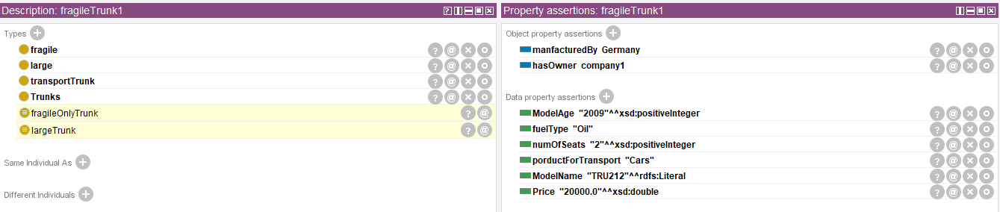 Description: fragileTrunk1
Types
fragile
large
transportTrunk
Trunks
fragileOnlyTrunk
largeTrunk
Same Individual As
Different Individuals
Property assertions: fragileTrunk1
Object property assertions
manfacturedBy Germany
hasOwner company1
Data property assertions
ModelAge "2009"^^xsd:positiveInteger
fuelType "Oil"
numOfSeats "2"^^xsd:positiveInteger
porductForTransport "Cars"
ModelName "TRU212"^^rdfs:Literal
Price "20000.0"^^xsd:double